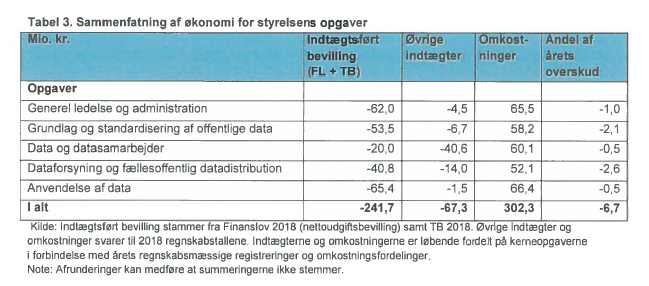 Tabel 3. Sammenfatning af økonomi for styrelsens opgaver
Mio. kr. Indtægtsført bevilling (FL + TB) Øvrige indtægter Omkost-ninger Andel af årets overskud
Opgaver
Generel ledelse og administration -62,0 -4,5 65,5 -1,0
Grundlag og standardisering af offentlige data -53,5 -6,7 58,2 -2,1
Data og datasamarbejder -20,0 -40,6 60,1 -0,5
Dataforsyning og fællesoffentlig datadistribution -40,8 -14,0 52,1 -2,6
Anvendelse af data -65,4 -1,5 66,4 -0,5
I alt -241,7 -67,3 302,3 -6,7
Kilde: Indtægtsført bevilling stammer fra Finanslov 2018 (nettoudgiftsbevilling) samt TB 2018. Øvrige indtægter og
omkostninger svarer til 2018 regnskabstallene. Indtægterne og omkostningerne er løbende fordelt på kerneopgaverne
i forbindelse med årets regnskabsmæssige registreringer og omkostningsfordelinger.
Note: Afrundinger kan medføre at summeringerne ikke stemmer.